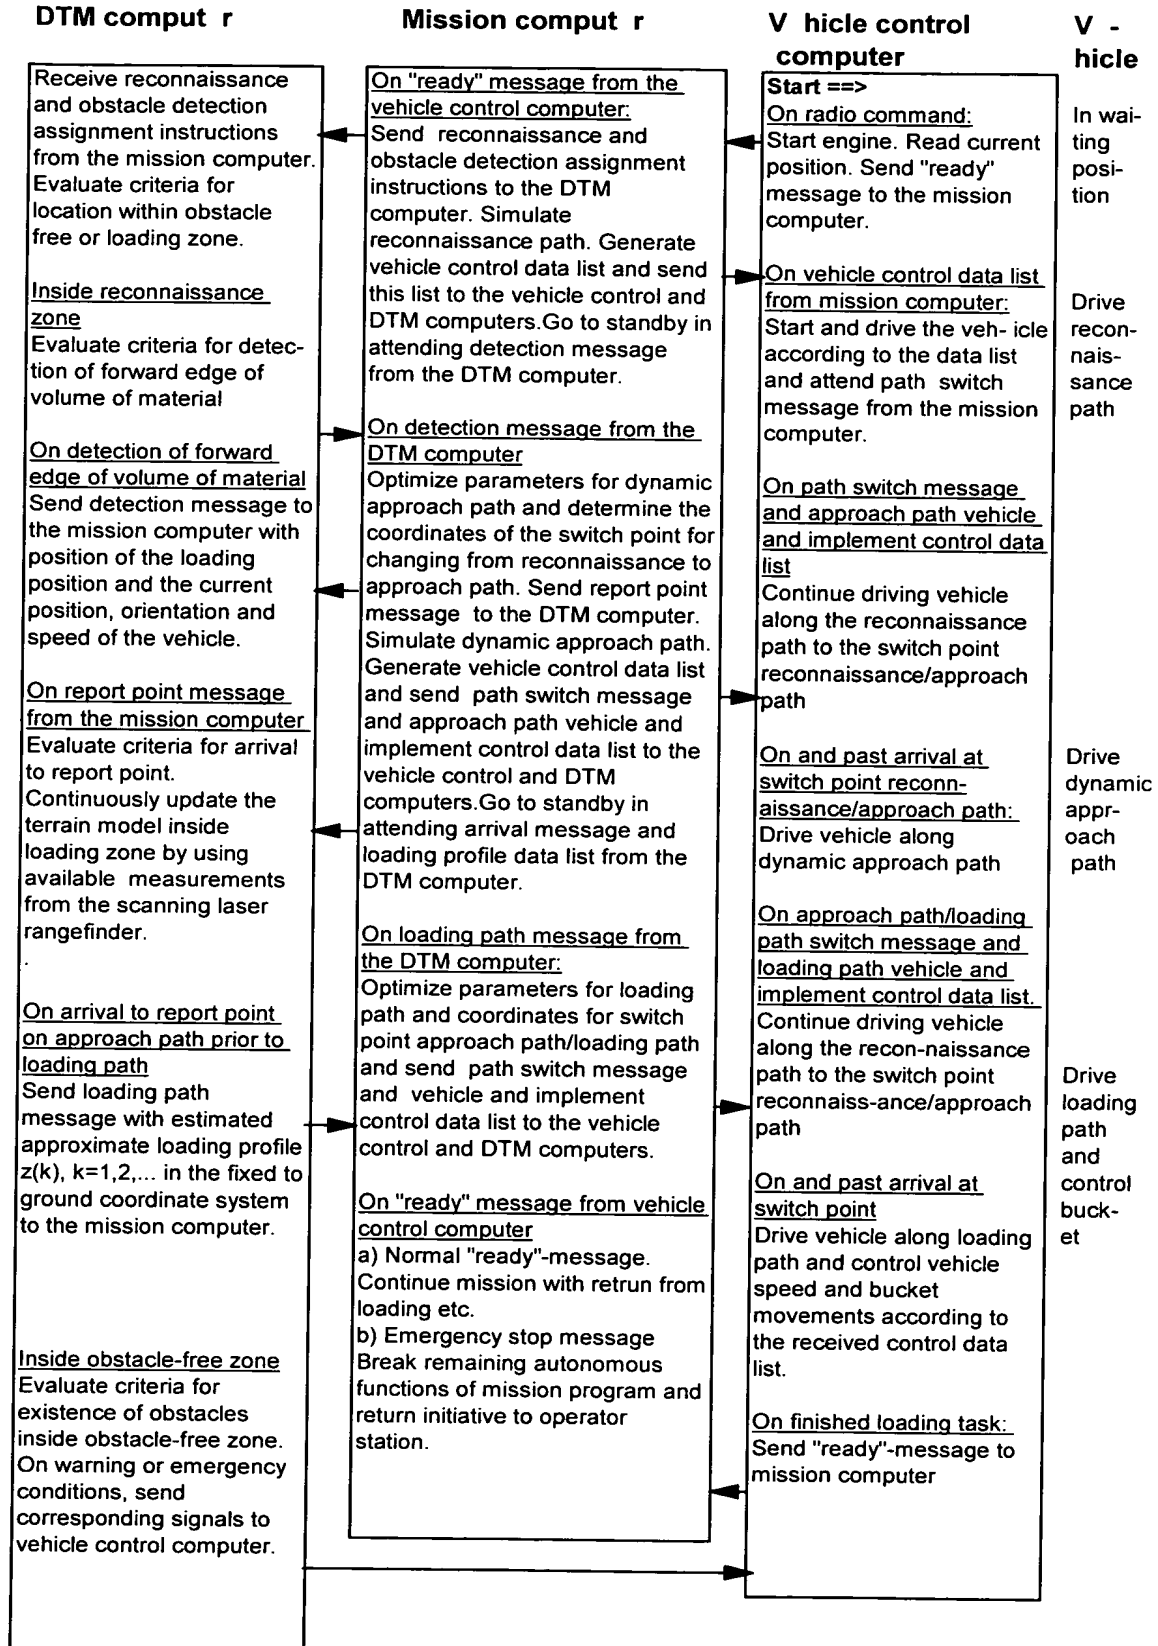 DTM comput r
Receive reconnaissance
and obstacle detection
assignment instructions
from the mission computer.
Evaluate criteria for
location within obstacle
free or loading zone.
Inside reconnaissance
zone
Evaluate criteria for detec-
tion of forward edge of
volume of material
On detection of forward
edge of volume of material
Send detection message to
the mission computer with
position of the loading
position and the current
position, orientation and
speed of the vehicle.
On report point message
from the mission computer
Evaluate criteria for arrival
to report point.
Continuously update the
terrain model inside
loading zone by using
available measurements
from the scanning laser
rangefinder.
.
On arrival to report point
on approach path prior to
loading path
Send loading path
message with estimated
approximate loading profile
z(k), k=1,2,... in the fixed to
ground coordinate system
to the mission computer.
Inside obstacle-free zone
Evaluate criteria for
existence of obstacles
inside obstacle-free zone.
On warning or emergency
conditions, send
corresponding signals to
vehicle control computer.
Mission comput r
On "ready" message from the
vehicle control computer:
Send reconnaissance and
obstacle detection assignment
instructions to the DTM
computer. Simulate
reconnaissance path. Generate
vehicle control data list and send
this list to the vehicle control and
DTM computers.Go to standby in
attending detection message
from the DTM computer.
On detection message from the
DTM computer
Optimize parameters for dynamic
approach path and determine the
coordinates of the switch point for
changing from reconnaissance to
approach path. Send report point
message to the DTM computer.
Simulate dynamic approach path.
Generate vehicle control data list
and send path switch message
and approach path vehicle and
implement control data list to the
vehicle control and DTM
computers.Go to standby in
attending arrival message and
loading profile data list from the
DTM computer.
On loading path message from
the DTM computer:
Optimize parameters for loading
path and coordinates for switch
point approach path/loading path
and send path switch message
and vehicle and implement
control data list to the vehicle
control and DTM computers.
On "ready" message from vehicle
control computer
a) Normal "ready"-message.
Continue mission with retrun from
loading etc.
b) Emergency stop message
Break remaining autonomous
functions of mission program and
return initiative to operator
station.
V hicle control
computer
Start ==>
On radio command:
Start engine. Read current
position. Send "ready"
message to the mission
computer.
On vehicle control data list
from mission computer:
Start and drive the veh- icle
according to the data list
and attend path switch
message from the mission
computer.
On path switch message
and approach path vehicle
and implement control data
list
Continue driving vehicle
along the reconnaissance
path to the switch point
reconnaissance/approach
path
On and past arrival at
switch point reconn-
aissance/approach path:
Drive vehicle along
dynamic approach path
On approach path/loading
path switch message and
loading path vehicle and
implement control data list.
Continue driving vehicle
along the recon-naissance
path to the switch point
reconnaiss-ance/approach
path
On and past arrival at
switch point
Drive vehicle along loading
path and control vehicle
speed and bucket
movements according to
the received control data
list.
On finished loading task:
Send "ready"-message to
mission computer
V -
hicle
In wai-
ting
posi-
tion
Drive
recon-
nais-
sance
path
Drive
dynamic
appr-
oach
path
Drive
loading
path
and
control
buck-
et